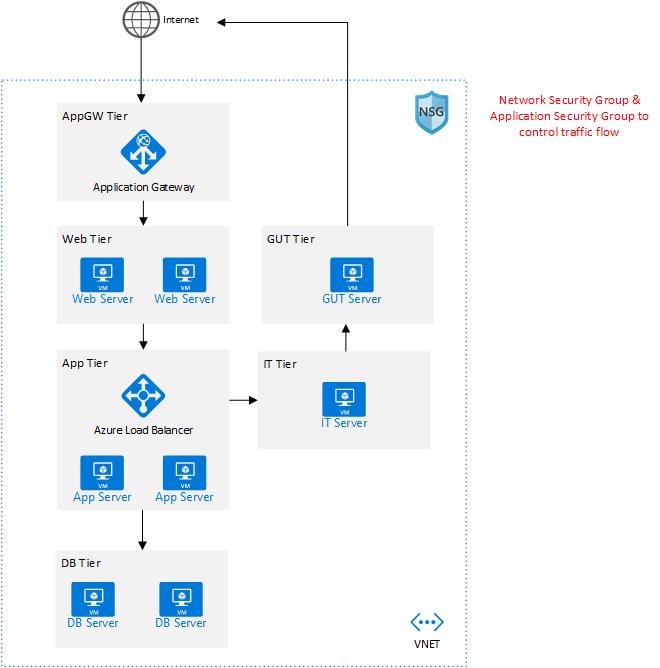 Internet
Network Security Group &
Application Security Group to
control traffic flow
NSG
AppGW Tier
Application Gateway
Web Tier
VM
VM
Web Server
Web Server
GUT Tier
VM
GUT Server
App Tier
Azure Load Balancer
VM
VM
App Server
App Server
IT Tier
VM
IT Server
DB Tier
VM
VM
DB Server
DB Server
VNET